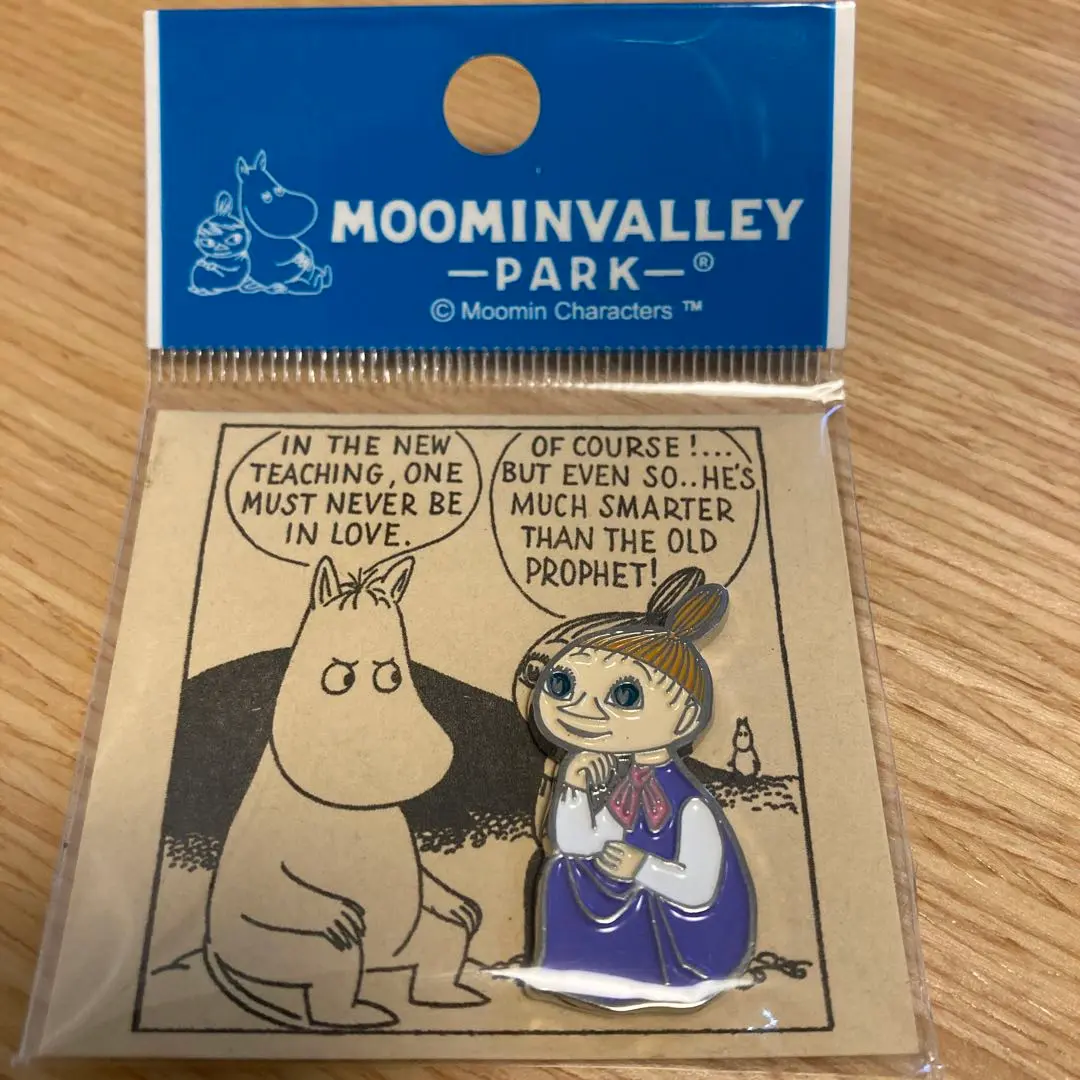 MOOMINVALLEY
—PARK—®
© Moomin Characters ™
IN THE NEW
TEACHING, ONE
MUST NEVER BE
IN LOVE.
OF COURSE!...
BUT EVEN SO..HE'S
MUCH SMARTER
THAN THE OLD
PROPHET!